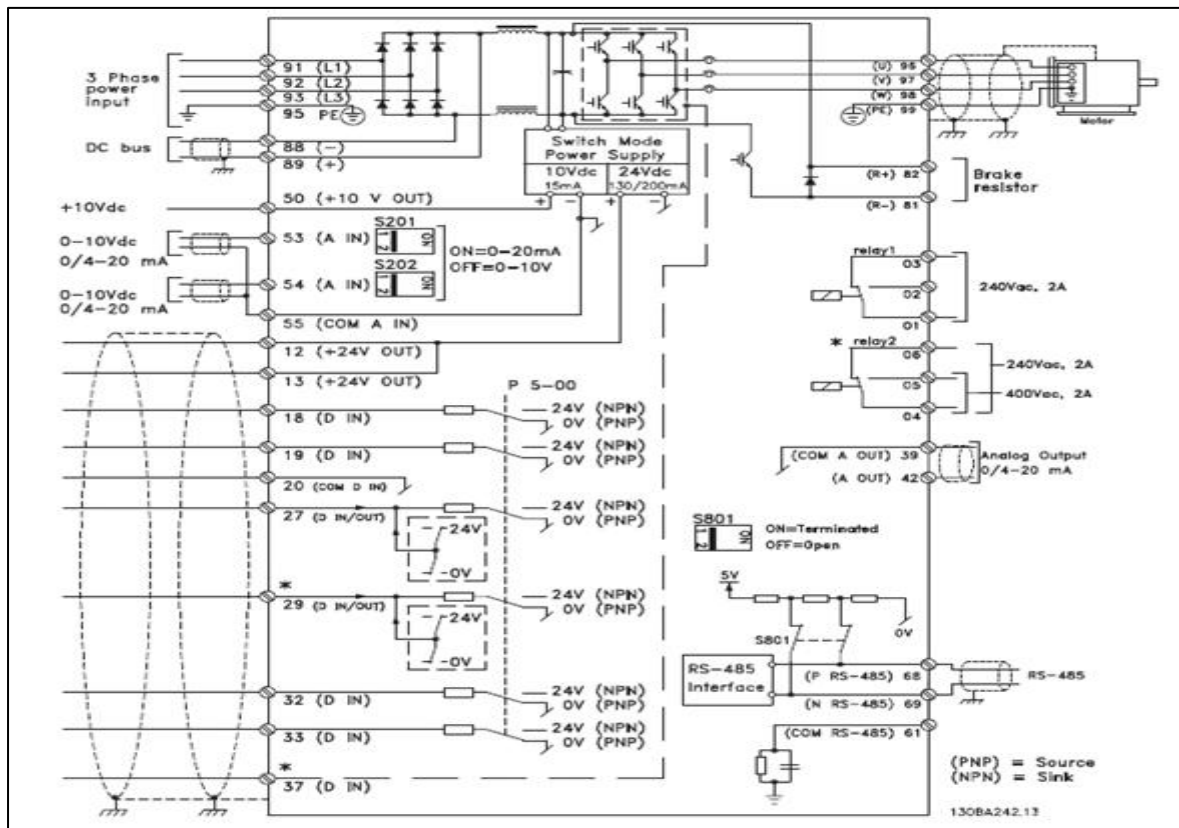 3 Phase
power
input
91 (L1)
92 (L2)
93 (L3)
95 PE
DC bus
88 (-)
89 (+)
+10Vdc
50 (+10 V OUT)
0-10Vdc
0/4-20 mA
53 (A IN)
S201
ON
1 2
0-10Vdc
0/4-20 mA
54 (A IN)
S202
ON
1 2
ON=0-20mA
OFF=0-10V
55 (COM A IN)
12 (+24V OUT)
13 (+24V OUT)
P 5-00
18 (D IN)
24V (NPN)
0V (PNP)
19 (D IN)
24V (NPN)
0V (PNP)
20 (COM D IN)
27 (D IN/OUT)
24V (NPN)
0V (PNP)
24V
0V
*
29 (D IN/OUT)
24V (NPN)
0V (PNP)
24V
0V
32 (D IN)
24V (NPN)
0V (PNP)
33 (D IN)
24V (NPN)
0V (PNP)
*
37 (D IN)
Switch Mode
Power Supply
10Vdc
15mA
24Vdc
130/200mA
+ - + -
(U) 96
(V) 97
(W) 98
(PE) 99
Motor
(R+) 82
(R-) 81
Brake
resistor
relay1
03
02
01
240Vac, 2A
* relay2
06
05
04
240Vac, 2A
400Vac, 2A
(COM A OUT) 39
(A OUT) 42
Analog Output
0/4-20 mA
S801
ON
1 2
ON=Terminated
OFF=Open
5V
S801
0V
RS-485
Interface
(P RS-485) 68
(N RS-485) 69
RS-485
(COM RS-485) 61
(PNP) = Source
(NPN) = Sink
130BA242.13